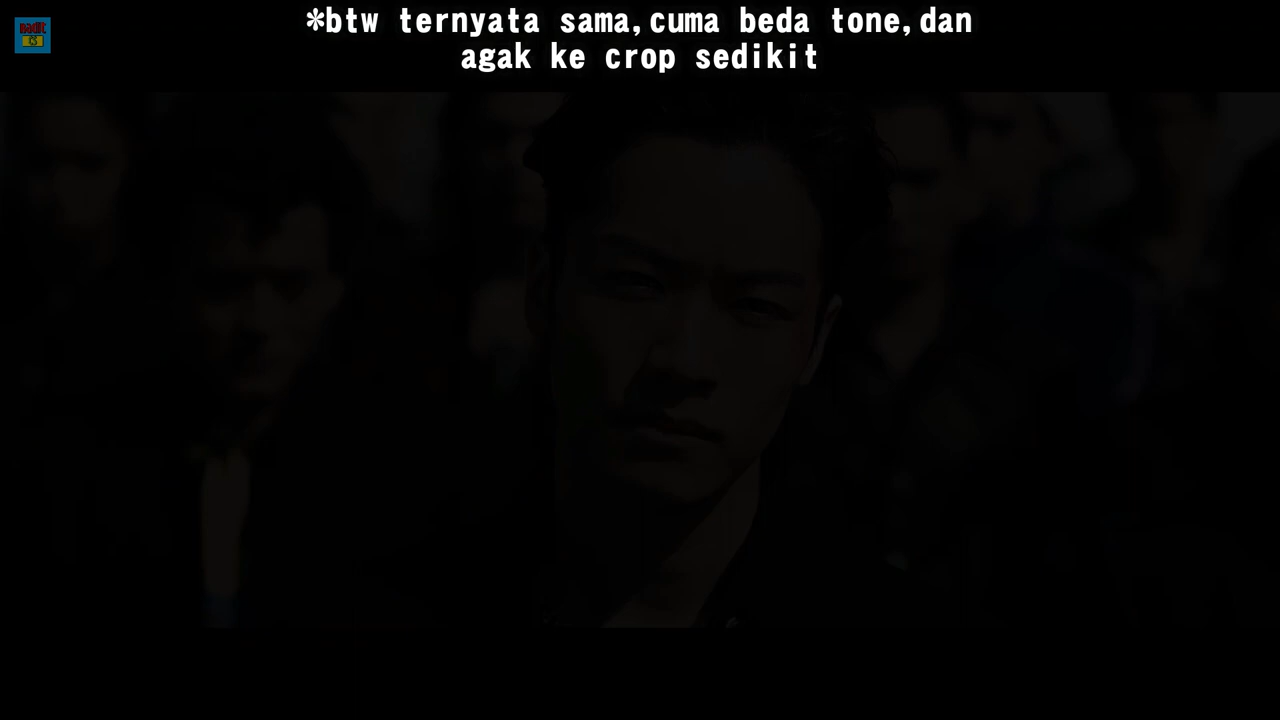 *btw ternyata sama,cuma beda tone,dan
agak ke crop sedikit